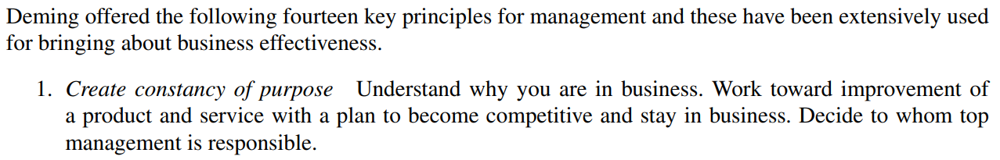 Deming offered the following fourteen key principles for management and these have been extensively used
for bringing about business effectiveness.
1. Create constancy of purpose Understand why you are in business. Work toward improvement of
a product and service with a plan to become competitive and stay in business. Decide to whom top
management is responsible.